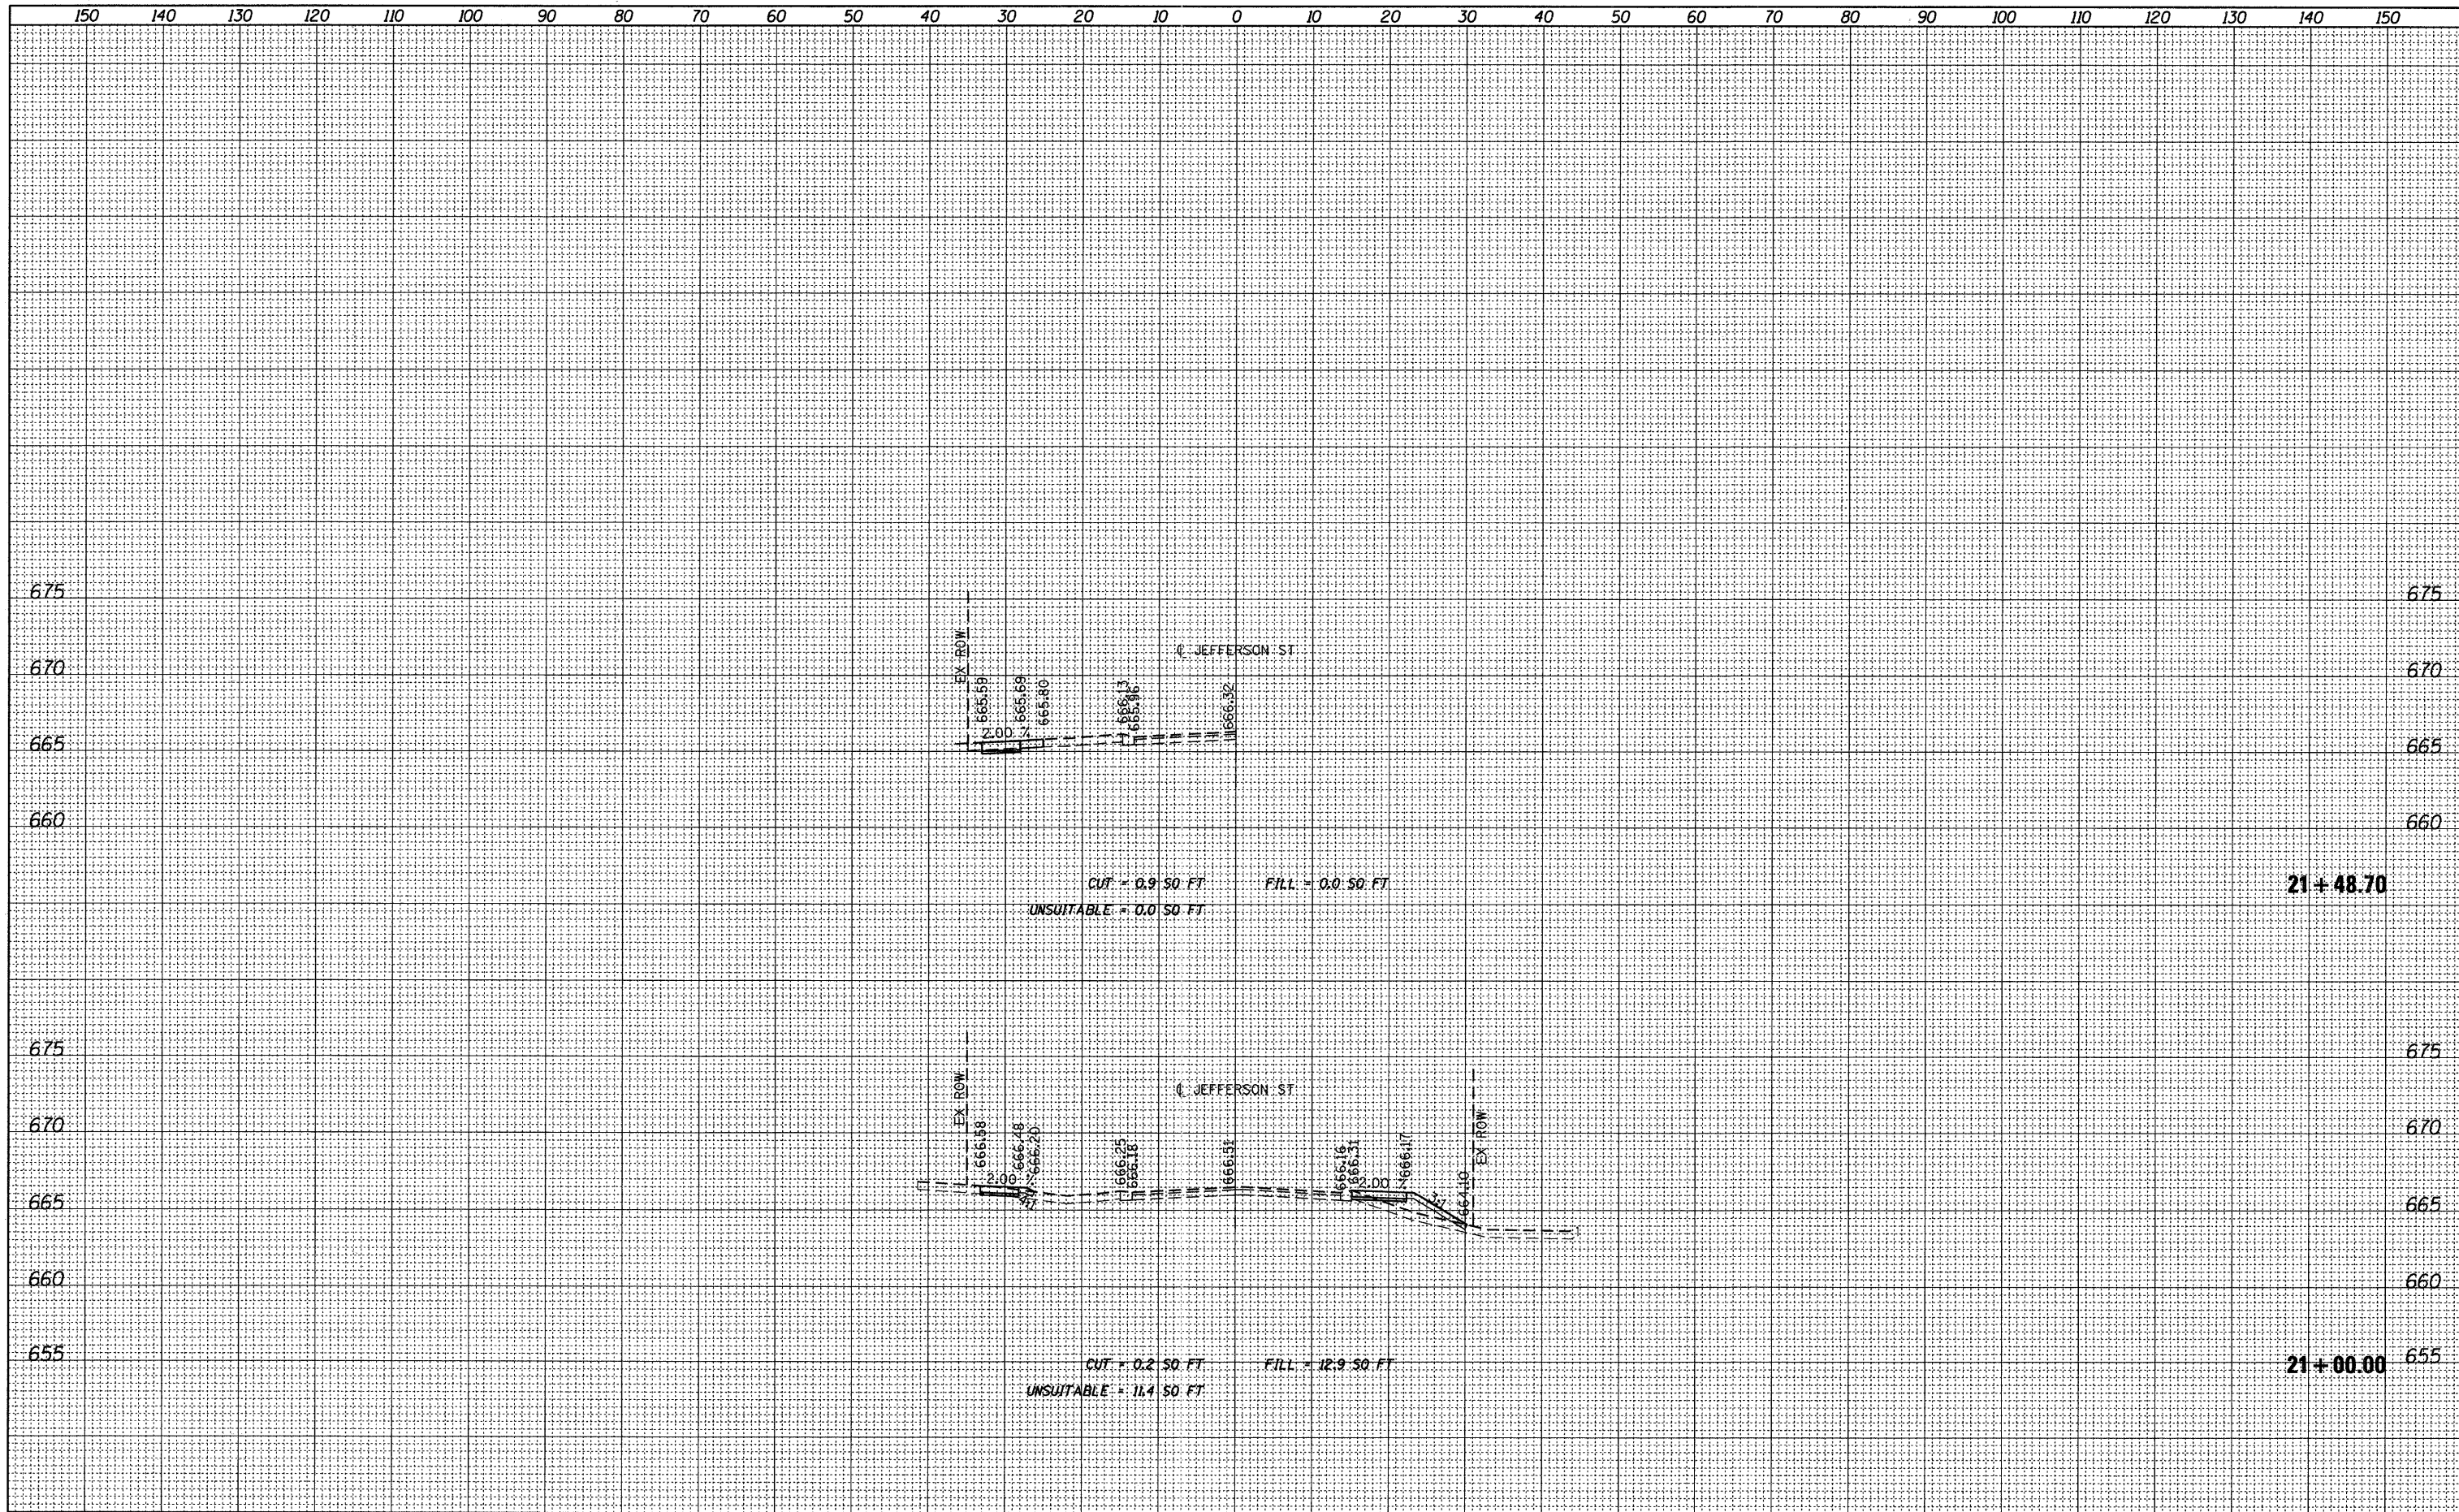 150 140 130 120 110 100 90 80 70 60 50 40 30 20 10 0 10 20 30 40 50 60 70 80 90 100 110 120 130 140 150
675 675
EX ROW
℄ JEFFERSON ST
670 670
665.59 665.69 665.80 666.13 665.96 666.32
2.00 %
665 665
660 660
CUT = 0.9 SQ FT FILL = 0.0 SQ FT
21 + 48.70
UNSUITABLE = 0.0 SQ FT
675 675
EX ROW
℄ JEFFERSON ST
EX ROW
670 670
666.58 666.48 666.20 666.25 666.18 666.51 666.16 666.31 666.17 664.10
2.00 % 2.00 %
3:1
665 665
660 660
655 655
CUT = 0.2 SQ FT FILL = 12.9 SQ FT
21 + 00.00
UNSUITABLE = 11.4 SQ FT